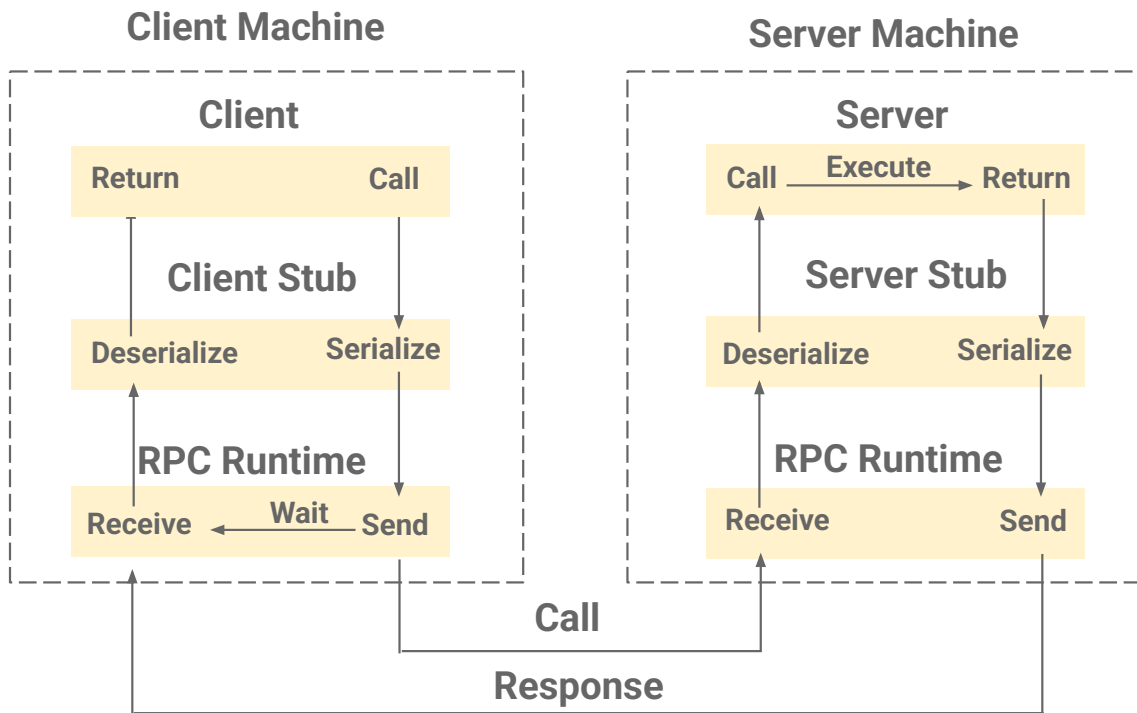 Client Machine
Server Machine
Client
Server
Return Call
Call Execute Return
Client Stub
Server Stub
Deserialize Serialize
Deserialize Serialize
RPC Runtime
RPC Runtime
Receive Wait Send
Receive Send
Call
Response